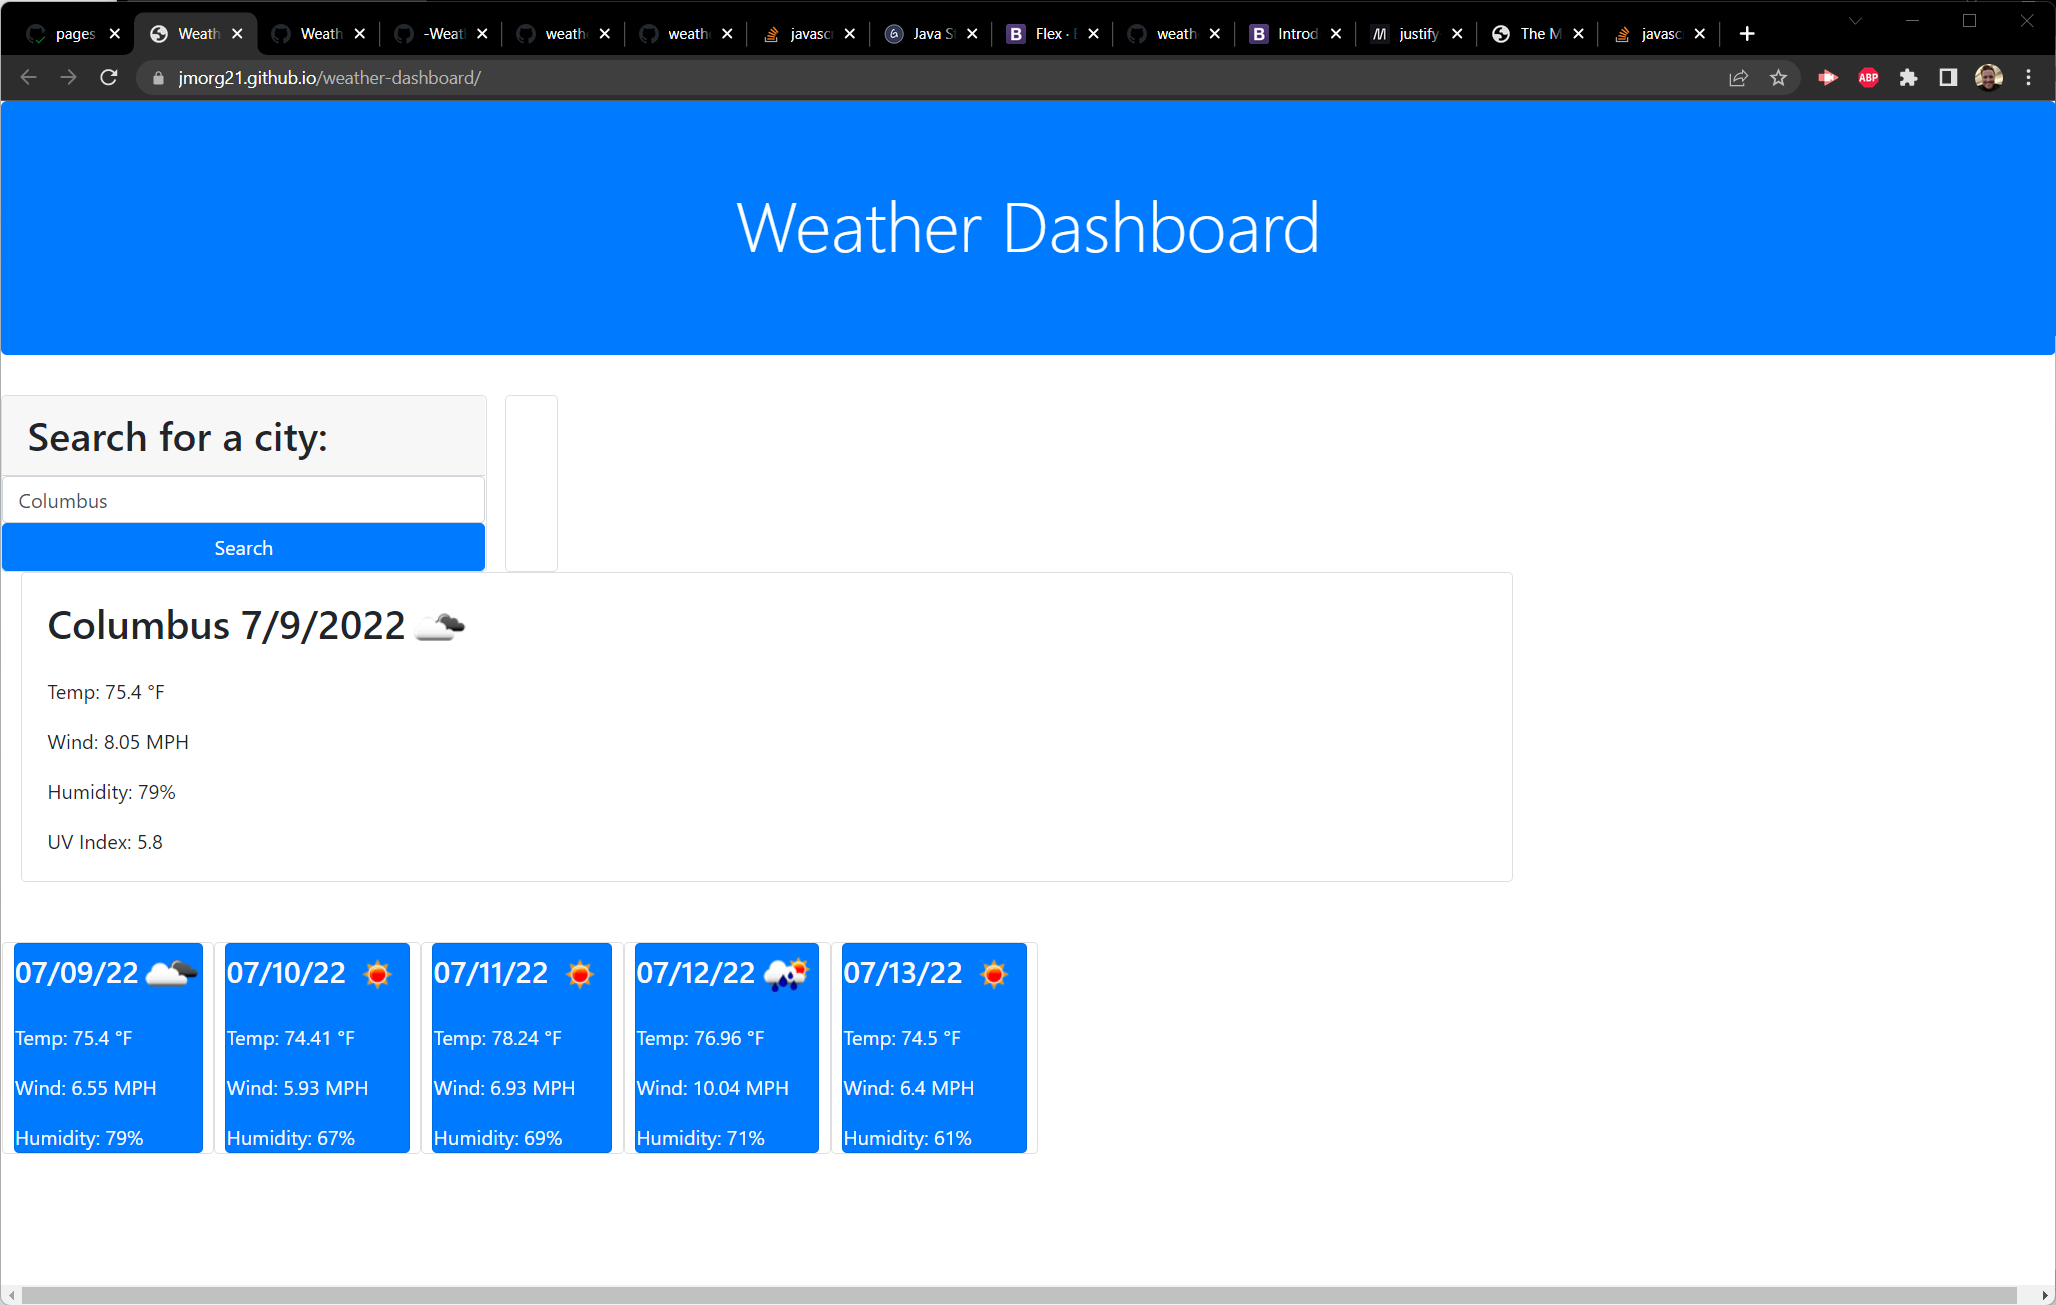 pages
Weath
Weath
-Weat
weath
weath
javasc
Java S
B
Flex ·
weath
B
Introd
M
justify
The M
javasc
jmorg21.github.io/weather-dashboard/
ABP
Weather Dashboard
Search for a city:
Columbus
Search
Columbus 7/9/2022
Temp: 75.4 °F
Wind: 8.05 MPH
Humidity: 79%
UV Index: 5.8
07/09/22
Temp: 75.4 °F
Wind: 6.55 MPH
Humidity: 79%
07/10/22
Temp: 74.41 °F
Wind: 5.93 MPH
Humidity: 67%
07/11/22
Temp: 78.24 °F
Wind: 6.93 MPH
Humidity: 69%
07/12/22
Temp: 76.96 °F
Wind: 10.04 MPH
Humidity: 71%
07/13/22
Temp: 74.5 °F
Wind: 6.4 MPH
Humidity: 61%